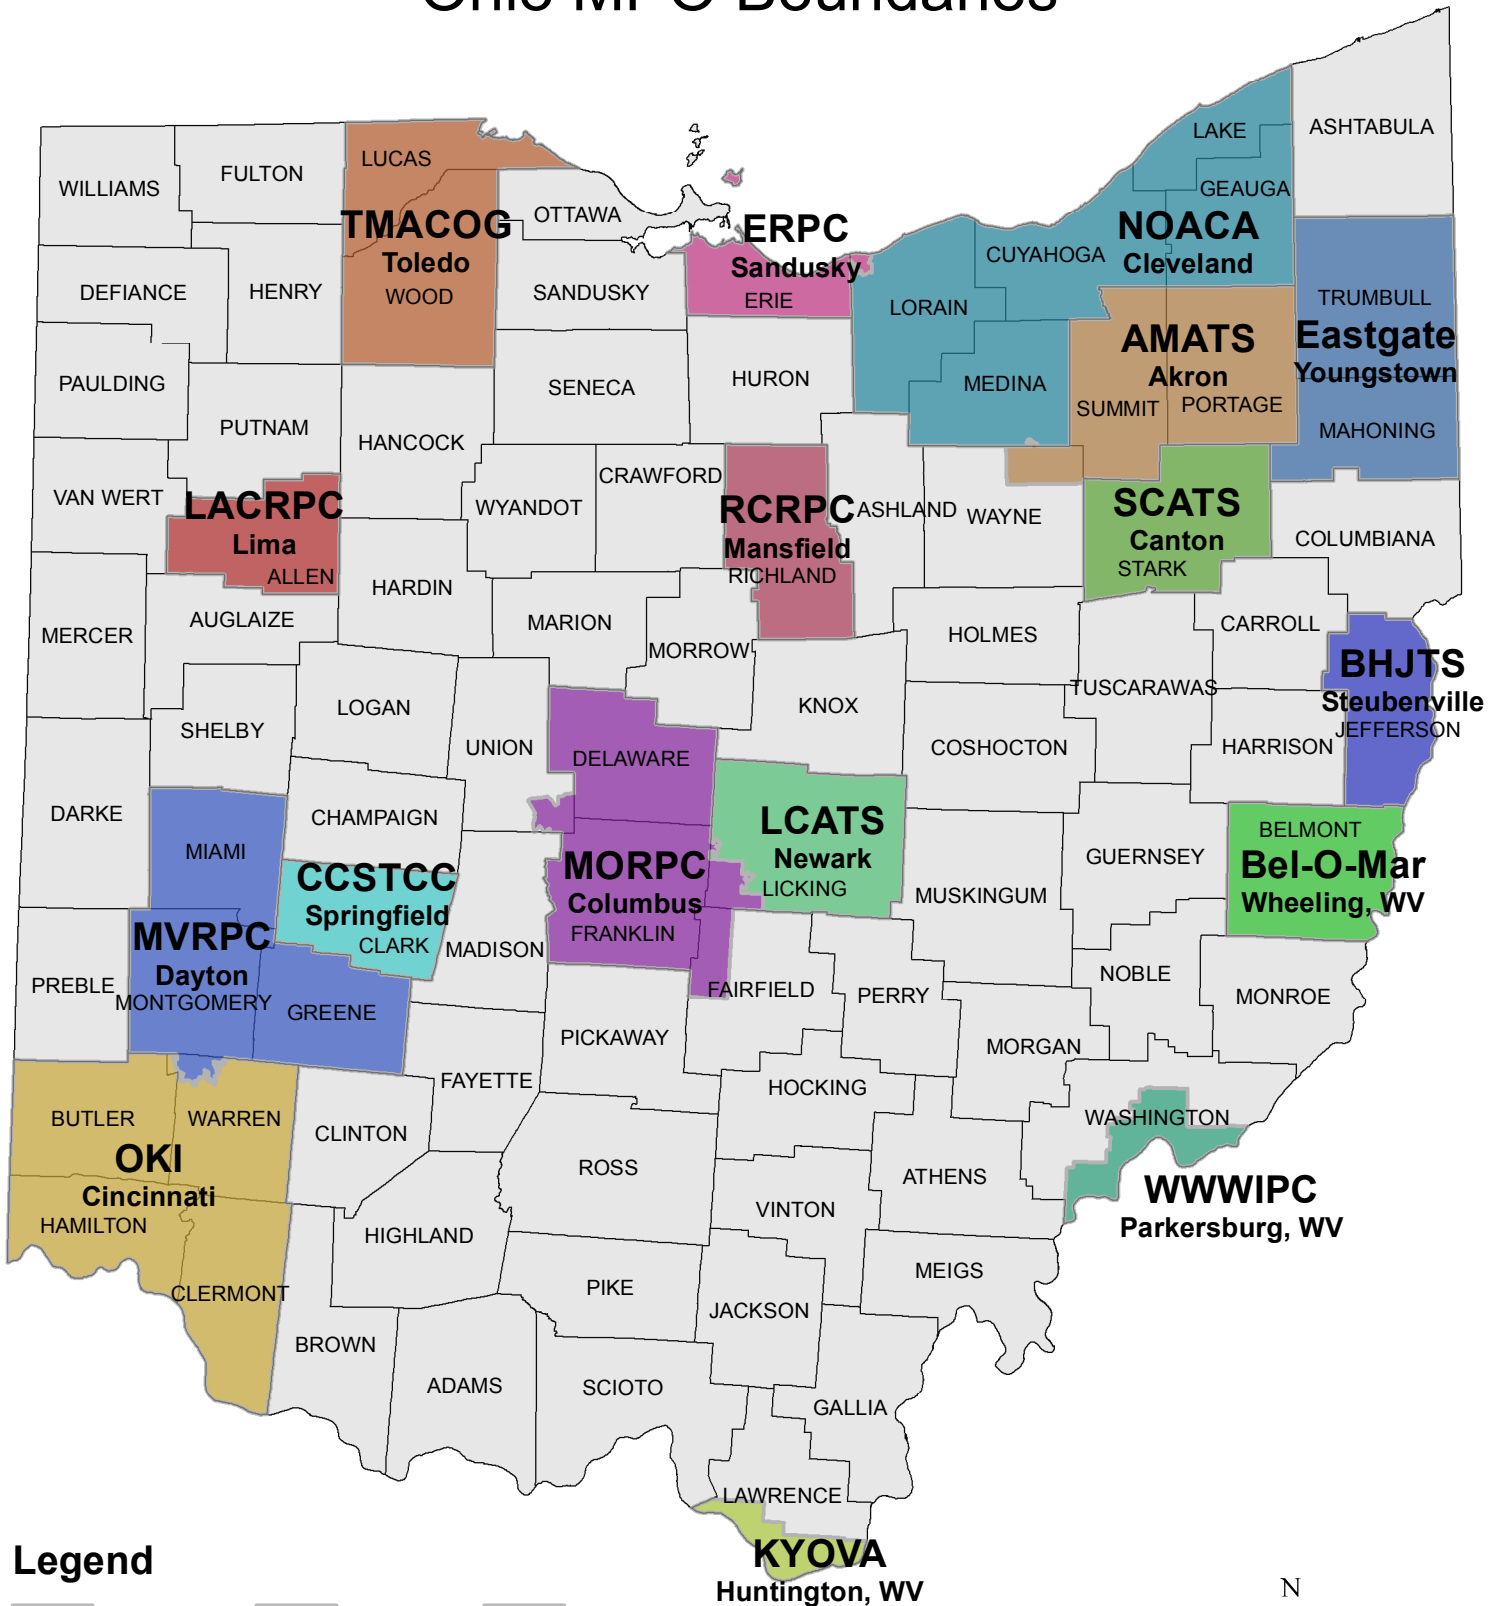 Ohio MPO Boundaries
ASHTABULA
LAKE
LUCAS
FULTON
WILLIAMS
GEAUGA
OTTAWA
TMACOG
Toledo
WOOD
ERPC
Sandusky
ERIE
NOACA
Cleveland
CUYAHOGA
DEFIANCE
HENRY
SANDUSKY
LORAIN
TRUMBULL
Eastgate
Youngstown
MAHONING
AMATS
Akron
SUMMIT
PORTAGE
PAULDING
SENECA
HURON
MEDINA
PUTNAM
HANCOCK
VAN WERT
LACRPC
Lima
ALLEN
WYANDOT
CRAWFORD
RCRPC
Mansfield
RICHLAND
ASHLAND
WAYNE
SCATS
Canton
STARK
COLUMBIANA
HARDIN
MERCER
AUGLAIZE
MARION
MORROW
HOLMES
CARROLL
BHJTS
Steubenville
JEFFERSON
TUSCARAWAS
LOGAN
SHELBY
UNION
KNOX
COSHOCTON
HARRISON
DELAWARE
DARKE
CHAMPAIGN
LCATS
Newark
LICKING
BELMONT
Bel-O-Mar
Wheeling, WV
MIAMI
GUERNSEY
CCSTCC
Springfield
CLARK
MORPC
Columbus
FRANKLIN
MUSKINGUM
MADISON
MVRPC
Dayton
MONTGOMERY
PREBLE
GREENE
FAIRFIELD
PERRY
NOBLE
MONROE
PICKAWAY
MORGAN
FAYETTE
HOCKING
BUTLER
WARREN
CLINTON
WASHINGTON
OKI
Cincinnati
HAMILTON
ROSS
ATHENS
WWWIPC
Parkersburg, WV
VINTON
HIGHLAND
MEIGS
CLERMONT
PIKE
JACKSON
BROWN
ADAMS
SCIOTO
GALLIA
LAWRENCE
KYOVA
Huntington, WV
Legend
N